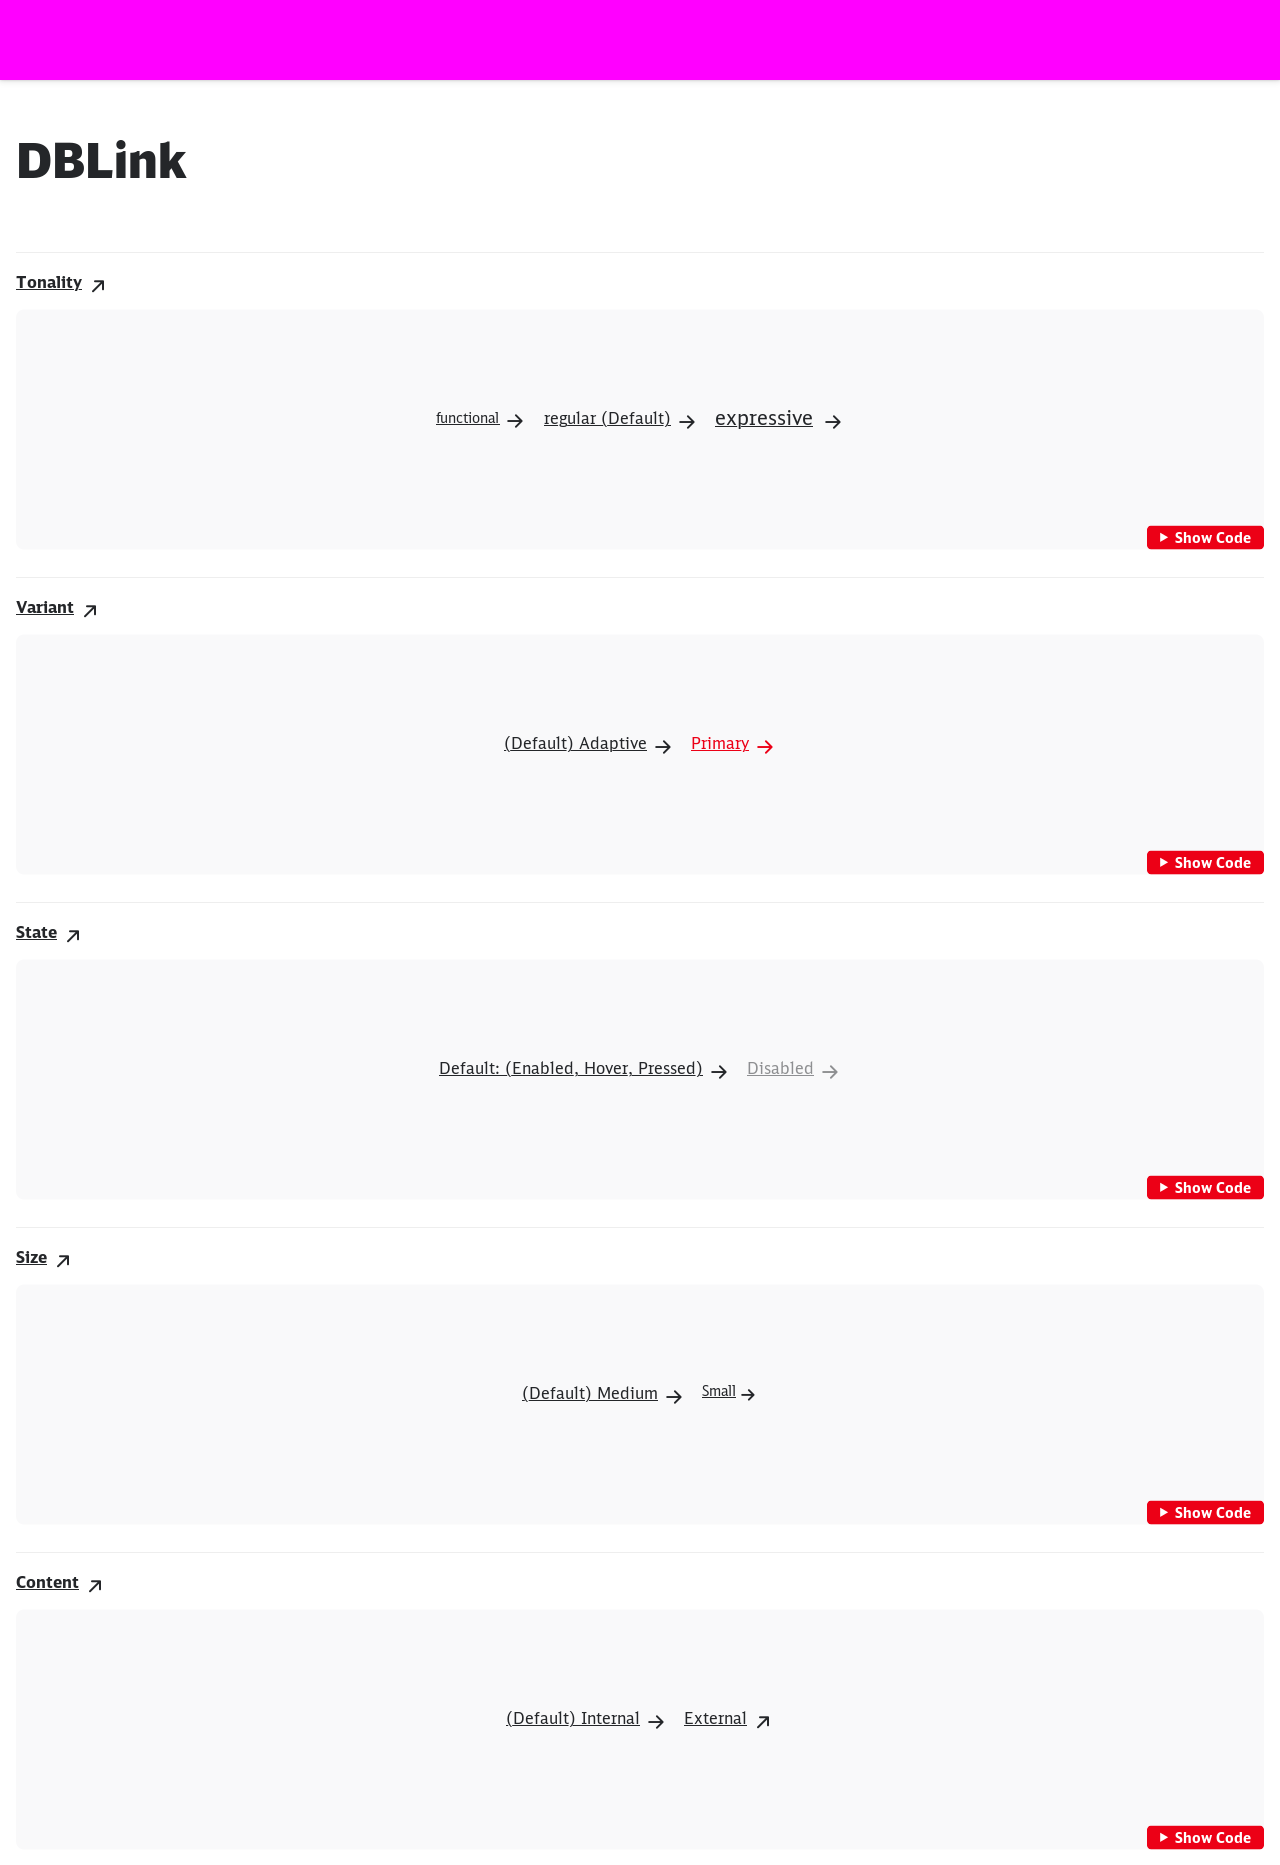 DBLink
Tonality
functional regular (Default) expressive
Show Code
Variant
(Default) Adaptive Primary
Show Code
State
Default: (Enabled, Hover, Pressed) Disabled
Show Code
Size
(Default) Medium Small
Show Code
Content
(Default) Internal External
Show Code